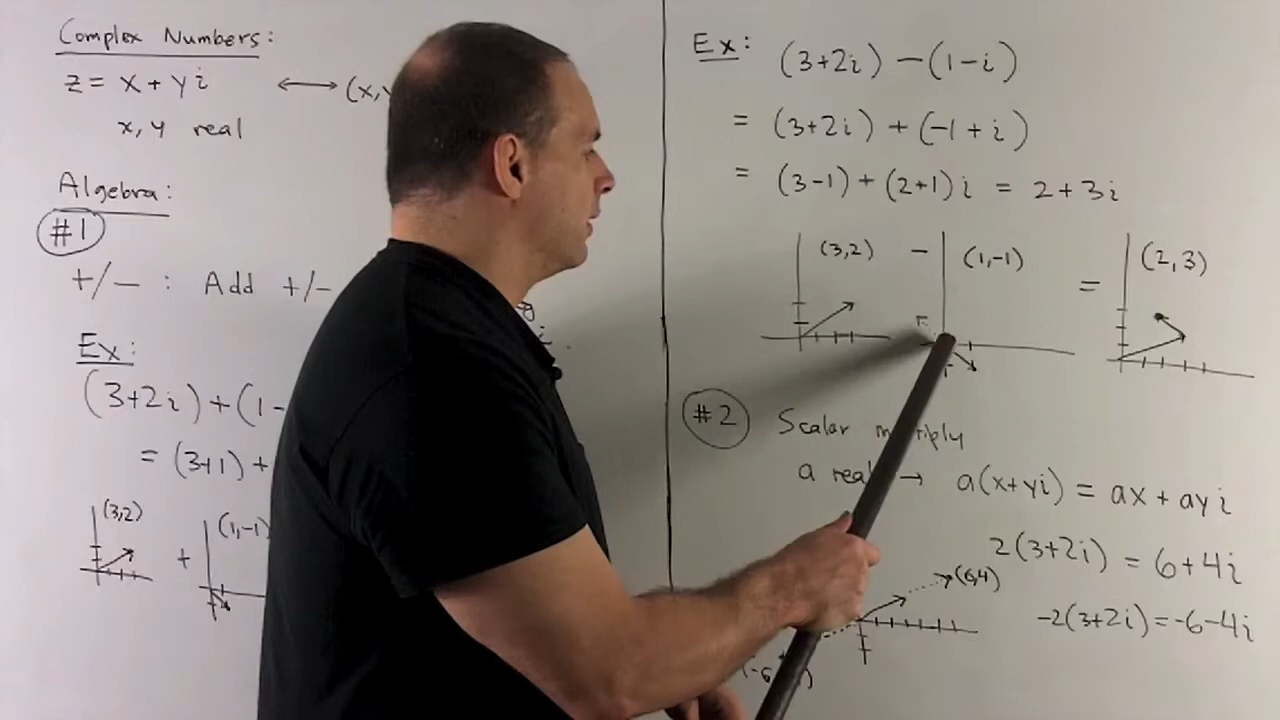 Complex Numbers:
z = x + yi ⟷ (x,y
x, y real
Algebra:
#1
+/- : Add +/-
Ex:
(3+2i)+(1-
= (3+1)+
(3,2) + (1,-1)
Ex: (3+2i) - (1-i)
= (3+2i) + (-1+i)
= (3-1) + (2+1)i = 2+3i
(3,2) - (1,-1) = (2,3)
#2 Scalar multiply
a real → a(x+yi) = ax + ayi
2(3+2i) = 6+4i
(6,4)
-2(3+2i) = -6-4i